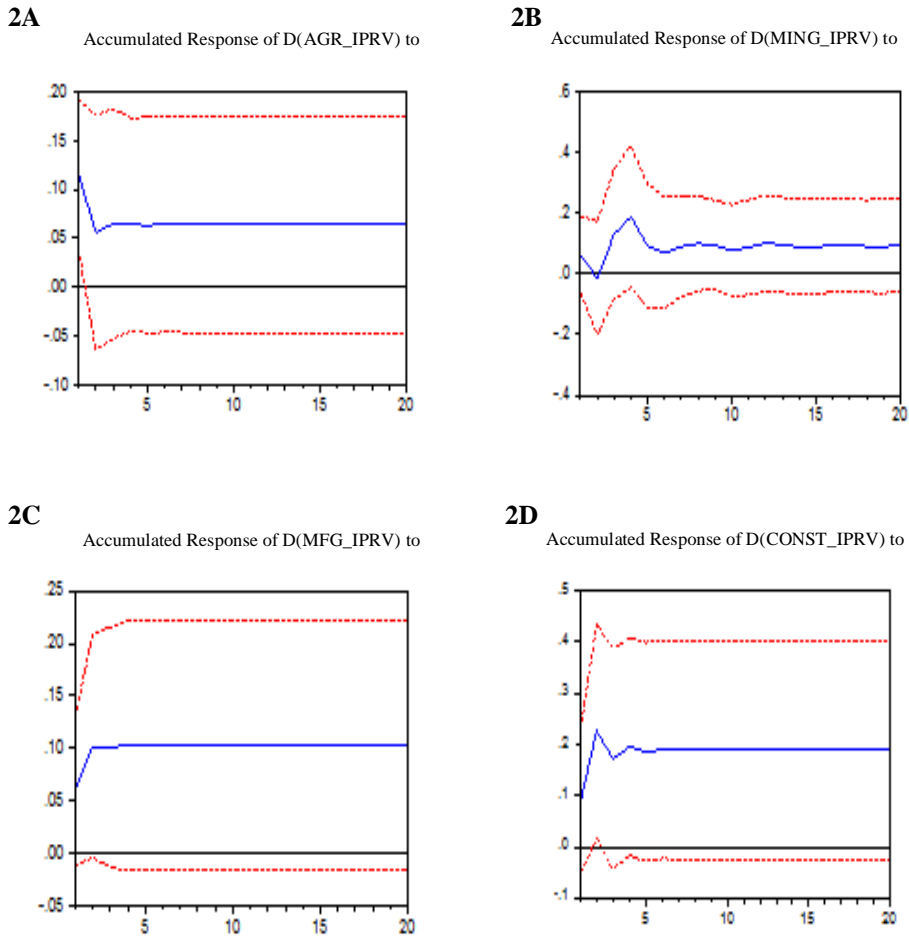 2A
Accumulated Response of D(AGR_IPRV) to
.20
.15
.10
.05
.00
-.05
-.10
5 10 15 20
2B
Accumulated Response of D(MING_IPRV) to
.6
.4
.2
.0
-.2
-.4
5 10 15 20
2C
Accumulated Response of D(MFG_IPRV) to
.25
.20
.15
.10
.05
.00
-.05
5 10 15 20
2D
Accumulated Response of D(CONST_IPRV) to
.5
.4
.3
.2
.1
.0
-.1
5 10 15 20